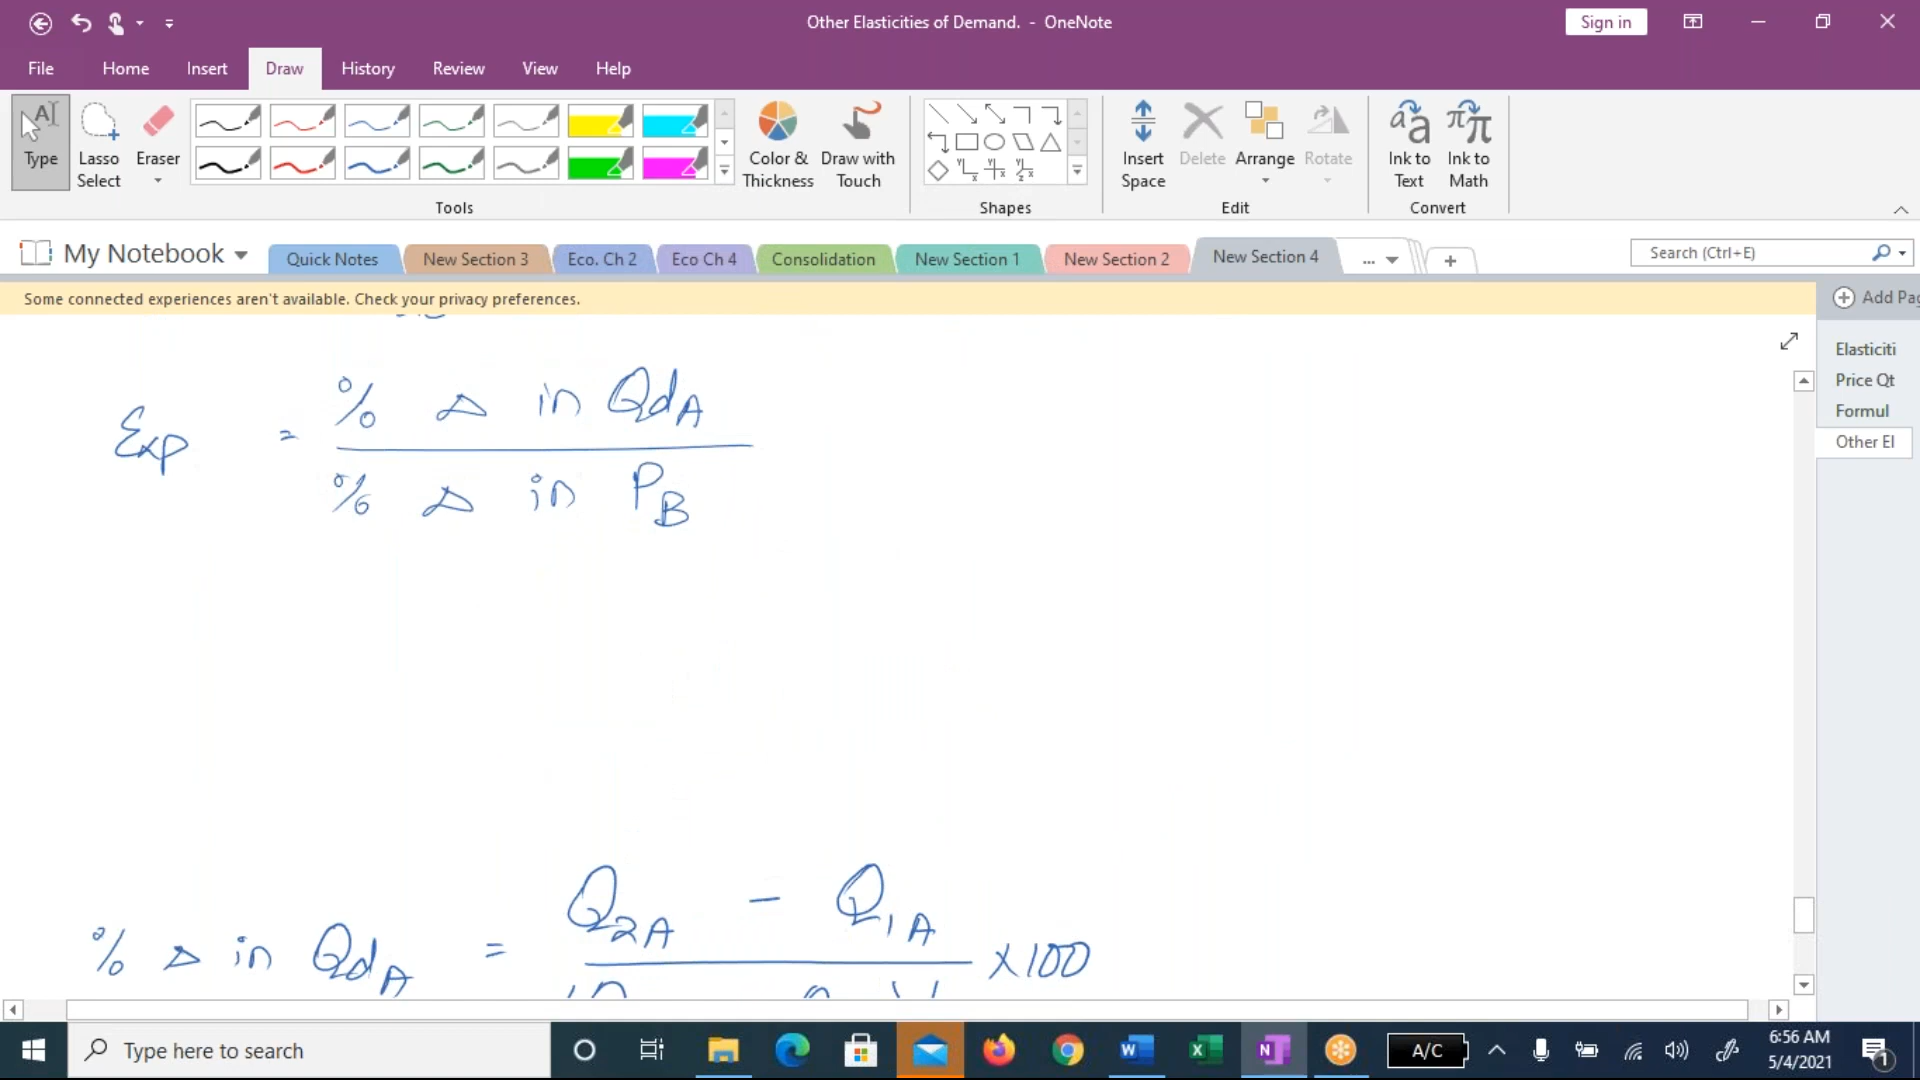 Other Elasticities of Demand. - OneNote
Sign in
File Home Insert Draw History Review View Help
Type
Lasso Select
Eraser
Color & Thickness
Draw with Touch
Insert Space
Delete
Arrange
Rotate
Ink to Text
Ink to Math
Tools
Shapes
Edit
Convert
My Notebook
Quick Notes
New Section 3
Eco. Ch 2
Eco Ch 4
Consolidation
New Section 1
New Section 2
New Section 4
...
Search (Ctrl+E)
Some connected experiences aren't available. Check your privacy preferences.
Add Pag
Elasticiti
Price Qt
Formul
Other El
% Δ in QdA
Exp =
% Δ in PB
Q2A - Q1A
% Δ in QdA = x100
Type here to search
A/C
6:56 AM
5/4/2021
1